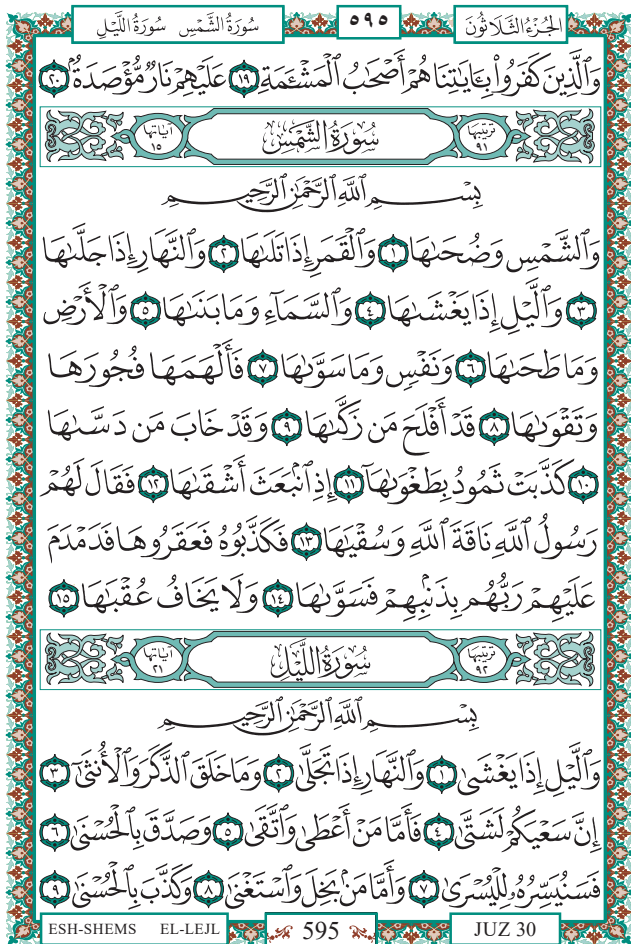 سُورَةُ الشَّمْسِ سُورَةُ اللَّيْلِ
٥٩٥
الجُزْءُ الثَّلَاثُونَ
وَٱلَّذِينَ كَفَرُوا۟ بِـَٔايَٰتِنَا هُمْ أَصْحَٰبُ ٱلْمَشْـَٔمَةِ ١٩ عَلَيْهِمْ نَارٌ مُّؤْصَدَةٌۢ ٢٠
ترتيبها ٩١ سُورَةُ الشَّمْسِ آياتها ١٥
بِسْمِ ٱللَّهِ ٱلرَّحْمَٰنِ ٱلرَّحِيمِ
وَٱلشَّمْسِ وَضُحَىٰهَا ١ وَٱلْقَمَرِ إِذَا تَلَىٰهَا ٢ وَٱلنَّهَارِ إِذَا جَلَّىٰهَا
٣ وَٱلَّيْلِ إِذَا يَغْشَىٰهَا ٤ وَٱلسَّمَآءِ وَمَا بَنَىٰهَا ٥ وَٱلْأَرْضِ
وَمَا طَحَىٰهَا ٦ وَنَفْسٍ وَمَا سَوَّىٰهَا ٧ فَأَلْهَمَهَا فُجُورَهَا
وَتَقْوَىٰهَا ٨ قَدْ أَفْلَحَ مَن زَكَّىٰهَا ٩ وَقَدْ خَابَ مَن دَسَّىٰهَا
١٠ كَذَّبَتْ ثَمُودُ بِطَغْوَىٰهَآ ١١ إِذِ ٱنۢبَعَثَ أَشْقَىٰهَا ١٢ فَقَالَ لَهُمْ
رَسُولُ ٱللَّهِ نَاقَةَ ٱللَّهِ وَسُقْيَٰهَا ١٣ فَكَذَّبُوهُ فَعَقَرُوهَا فَدَمْدَمَ
عَلَيْهِمْ رَبُّهُم بِذَنۢبِهِمْ فَسَوَّىٰهَا ١٤ وَلَا يَخَافُ عُقْبَٰهَا ١٥
ترتيبها ٩٢ سُورَةُ اللَّيْلِ آياتها ٢١
بِسْمِ ٱللَّهِ ٱلرَّحْمَٰنِ ٱلرَّحِيمِ
وَٱلَّيْلِ إِذَا يَغْشَىٰ ١ وَٱلنَّهَارِ إِذَا تَجَلَّىٰ ٢ وَمَا خَلَقَ ٱلذَّكَرَ وَٱلْأُنثَىٰٓ ٣
إِنَّ سَعْيَكُمْ لَشَتَّىٰ ٤ فَأَمَّا مَنْ أَعْطَىٰ وَٱتَّقَىٰ ٥ وَصَدَّقَ بِٱلْحُسْنَىٰ ٦
فَسَنُيَسِّرُهُۥ لِلْيُسْرَىٰ ٧ وَأَمَّا مَنۢ بَخِلَ وَٱسْتَغْنَىٰ ٨ وَكَذَّبَ بِٱلْحُسْنَىٰ ٩
ESH-SHEMS EL-LEJL
595
JUZ 30